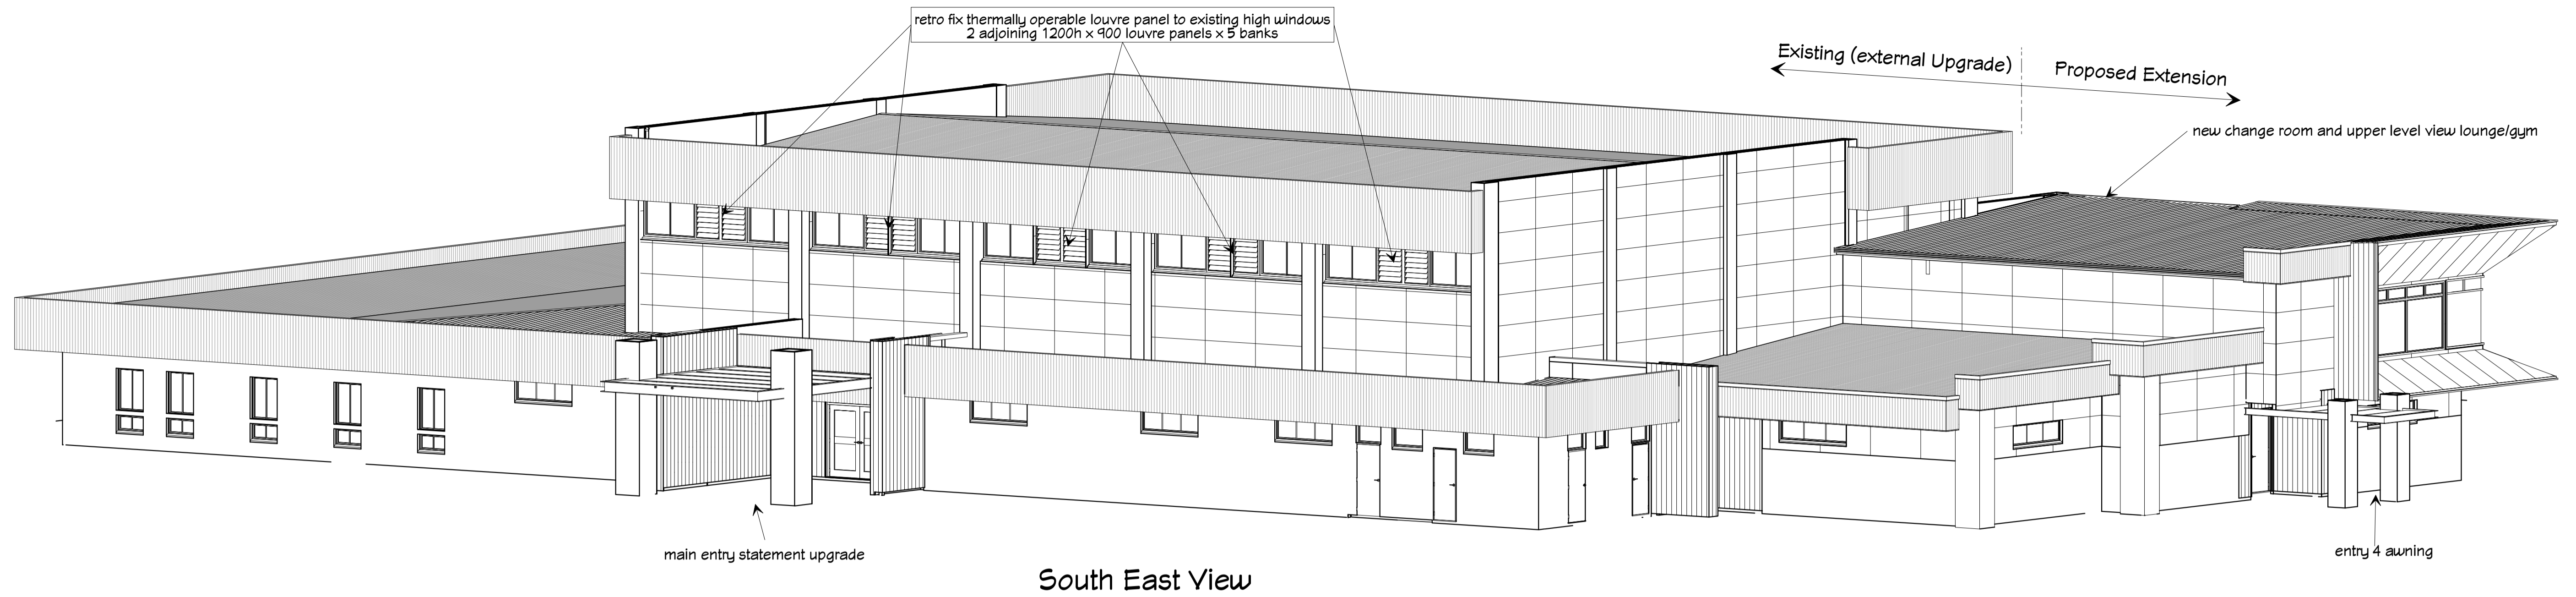 retro fix thermally operable louvre panel to existing high windows
2 adjoining 1200h x 900 louvre panels x 5 banks
Existing (external Upgrade)
Proposed Extension
new change room and upper level view lounge/gym
main entry statement upgrade
entry 4 awning
South East View